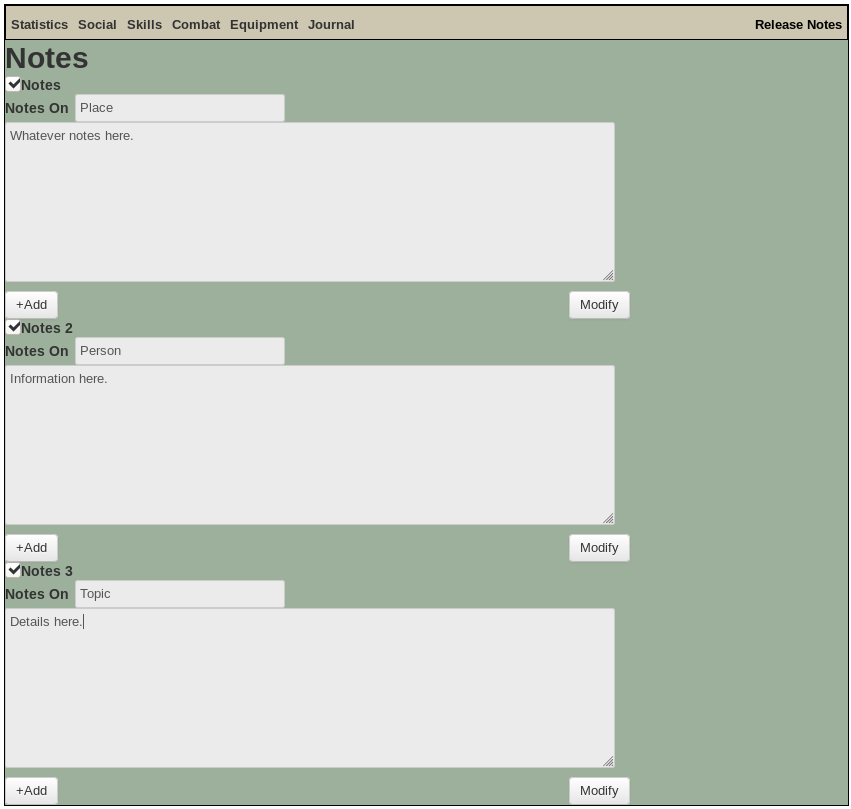 Statistics Social Skills Combat Equipment Journal Release Notes
Notes
Notes
Notes On Place
Whatever notes here.
+Add Modify
Notes 2
Notes On Person
Information here.
+Add Modify
Notes 3
Notes On Topic
Details here.
+Add Modify